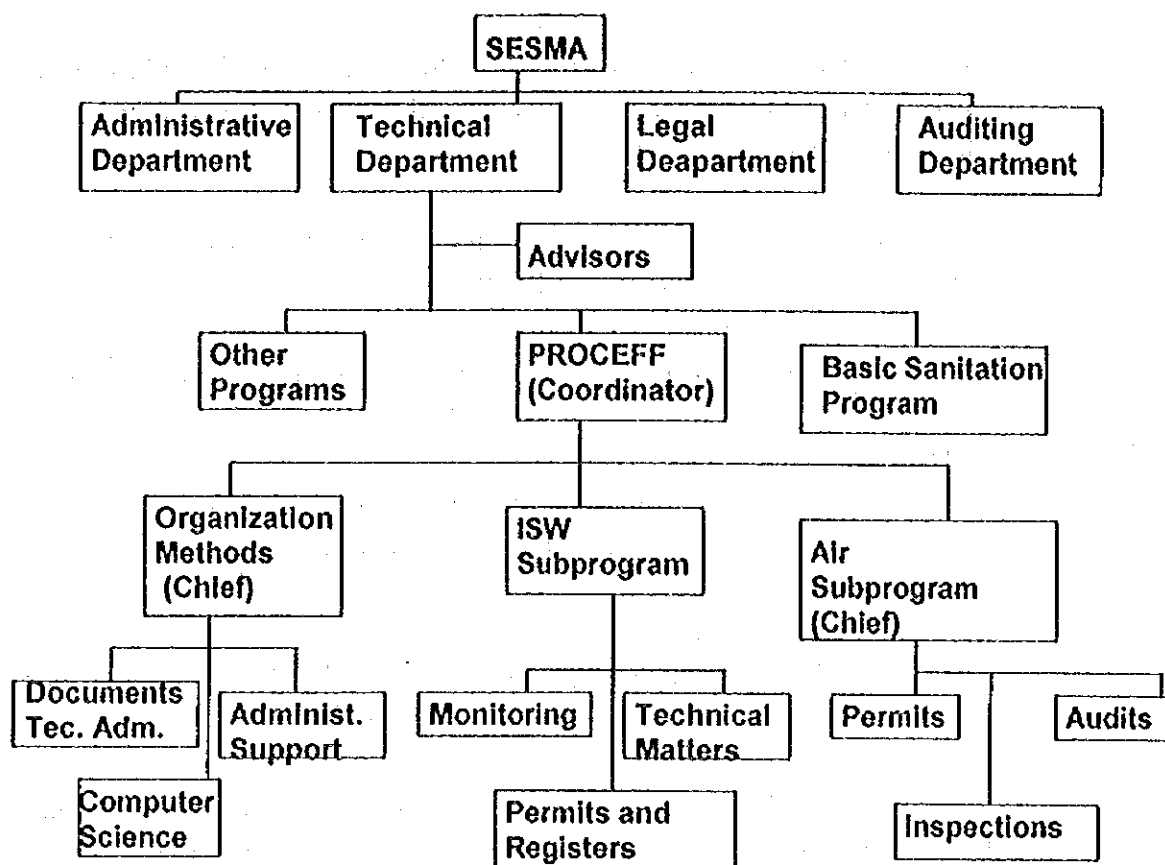 SESMA
Administrative
Department
Technical
Department
Legal
Deapartment
Auditing
Department
Advisors
Other
Programs
PROCEFF
(Coordinator)
Basic Sanitation
Program
Organization
Methods
(Chief)
ISW
Subprogram
Air
Subprogram
(Chief)
Documents
Tec. Adm.
Administ.
Support
Monitoring
Technical
Matters
Permits
Audits
Computer
Science
Permits and
Registers
Inspections